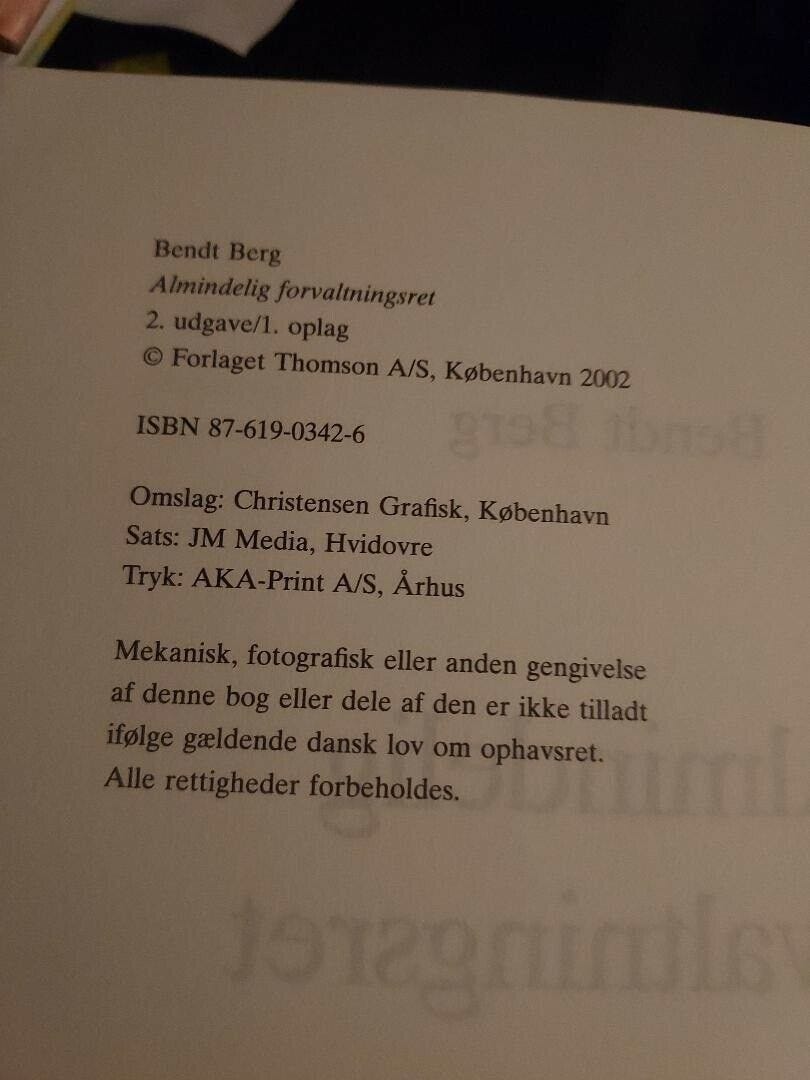 Bendt Berg
Almindelig forvaltningsret
2. udgave/1. oplag
© Forlaget Thomson A/S, København 2002
ISBN 87-619-0342-6
Bendt Berg
Omslag: Christensen Grafisk, København
Sats: JM Media, Hvidovre
Tryk: AKA-Print A/S, Århus
Mekanisk, fotografisk eller anden gengivelse
af denne bog eller dele af den er ikke tilladt
ifølge gældende dansk lov om ophavsret.
Alle rettigheder forbeholdes.